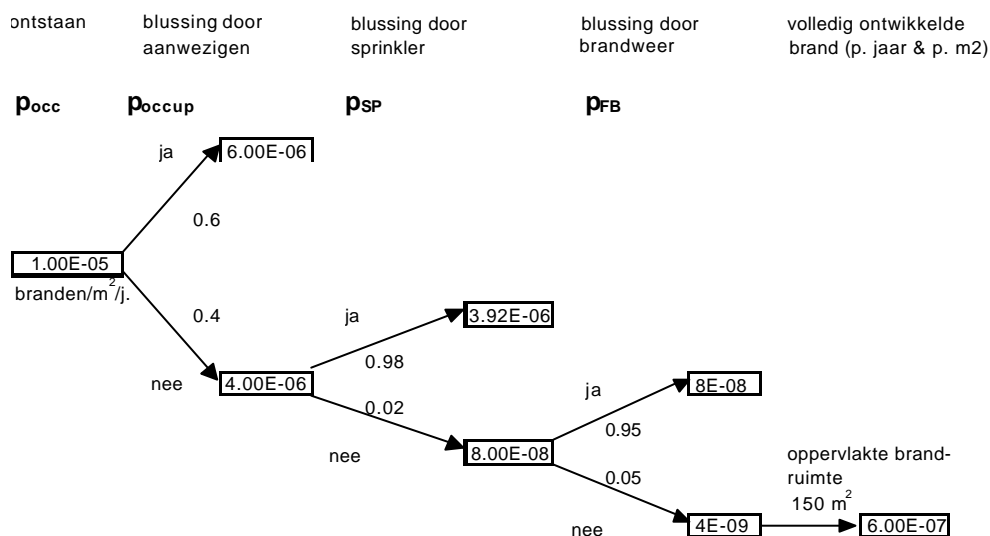 ontstaan
blussing door
aanwezigen
blussing door
sprinkler
blussing door
brandweer
volledig ontwikkelde
brand (p. jaar & p. m2)
pocc
poccup
pSP
pFB
ja
6.00E-06
0.6
1.00E-05
branden/m²/j.
0.4
nee
4.00E-06
ja
3.92E-06
0.98
0.02
nee
8.00E-08
ja
8E-08
0.95
0.05
nee
4E-09
oppervlakte brand-
ruimte
150 m²
6.00E-07